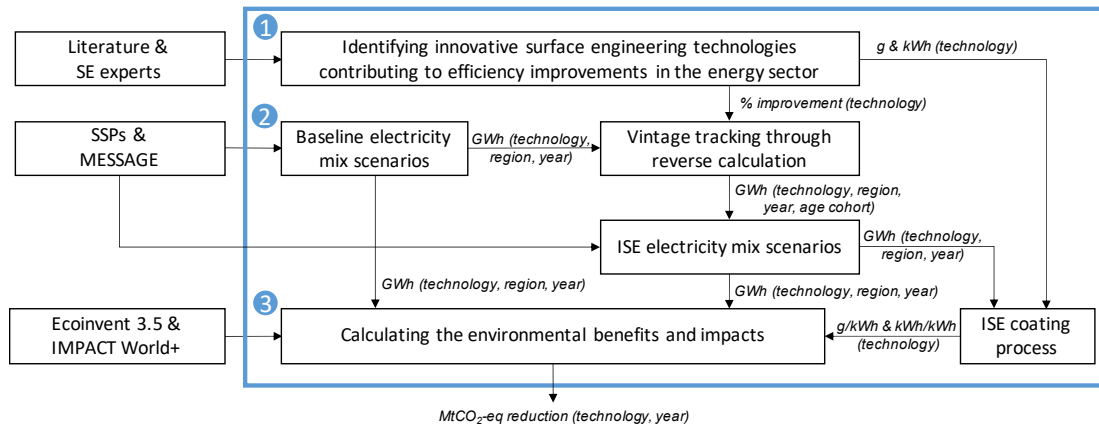 1
Literature &
SE experts
Identifying innovative surface engineering technologies
contributing to efficiency improvements in the energy sector
g & kWh (technology)
% improvement (technology)
2
SSPs &
MESSAGE
Baseline electricity
mix scenarios
GWh (technology,
region, year)
Vintage tracking through
reverse calculation
GWh (technology, region,
year, age cohort)
ISE electricity mix scenarios
GWh (technology,
region, year)
GWh (technology, region, year)
GWh (technology, region, year)
3
Ecoinvent 3.5 &
IMPACT World+
Calculating the environmental benefits and impacts
g/kWh & kWh/kWh
(technology)
ISE coating
process
MtCO₂-eq reduction (technology, year)